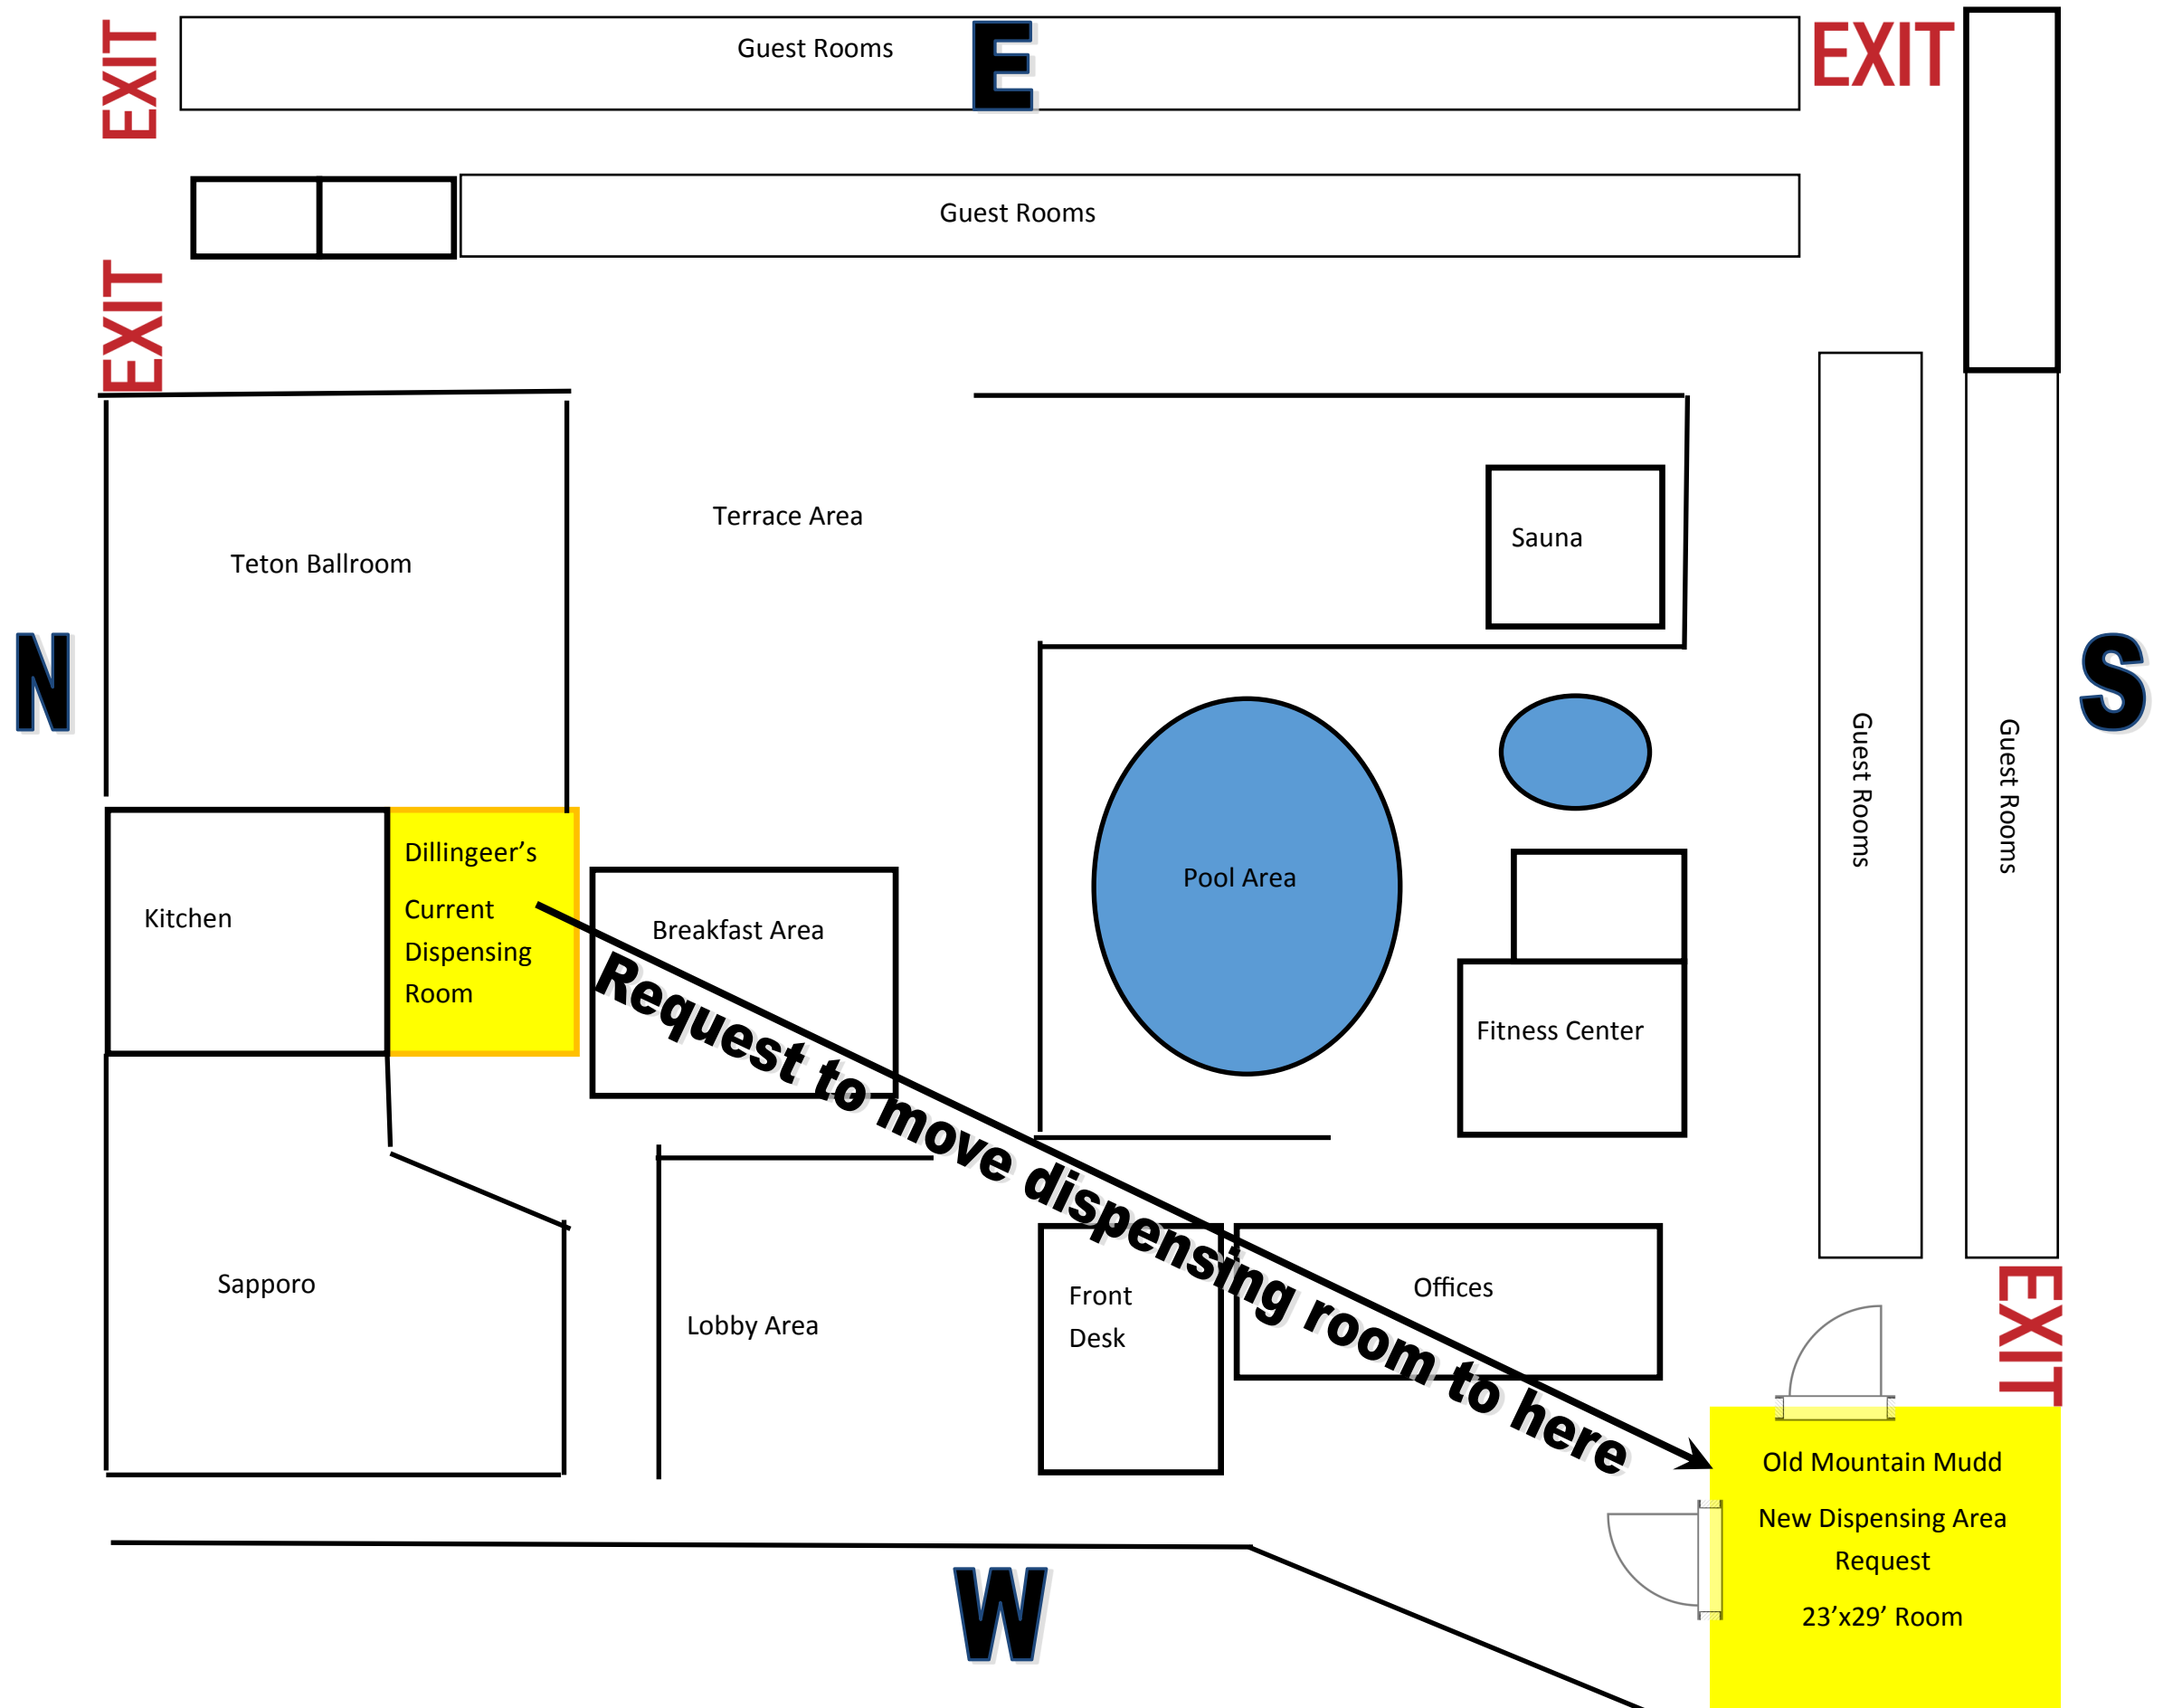 EXIT
Guest Rooms
E
EXIT
Guest Rooms
EXIT
Terrace Area
Sauna
Teton Ballroom
N
S
Guest Rooms
Guest Rooms
Dillingeer’s
Current
Dispensing
Room
Kitchen
Breakfast Area
Pool Area
Fitness Center
Request to move dispensing room to here
Sapporo
Lobby Area
Front
Desk
Offices
EXIT
Old Mountain Mudd
New Dispensing Area
Request
23’x29’ Room
W